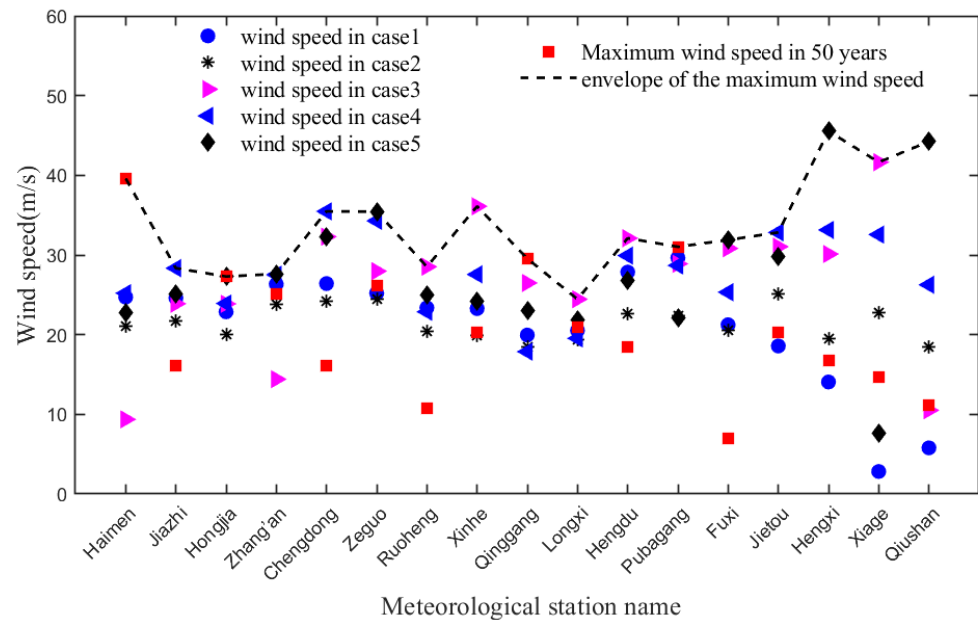 60
50
40
30
20
10
0
Wind speed(m/s)
wind speed in case1
wind speed in case2
wind speed in case3
wind speed in case4
wind speed in case5
Maximum wind speed in 50 years
envelope of the maximum wind speed
Haimen
Jiazhi
Hongjia
Zhang'an
Chengdong
Zeguo
Ruoheng
Xinhe
Qinggang
Longxi
Hengdu
Pubagang
Fuxi
Jietou
Hengxi
Xiage
Qiushan
Meteorological station name